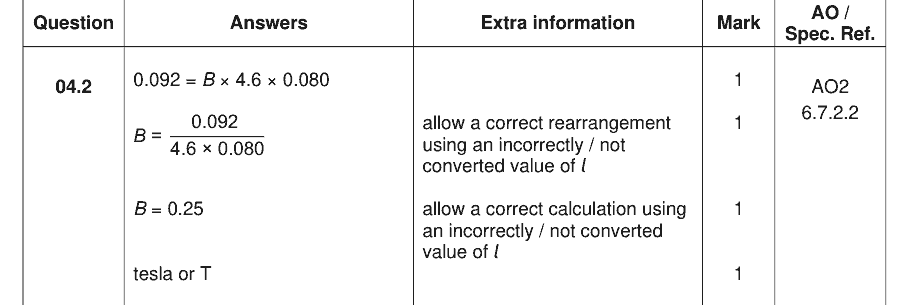 Question Answers Extra information Mark AO /
Spec. Ref.
04.2 0.092 = B × 4.6 × 0.080 1 AO2
6.7.2.2
B = 0.092 / 4.6 × 0.080 allow a correct rearrangement 1
using an incorrectly / not
converted value of l
B = 0.25 allow a correct calculation using 1
an incorrectly / not converted
value of l
tesla or T 1